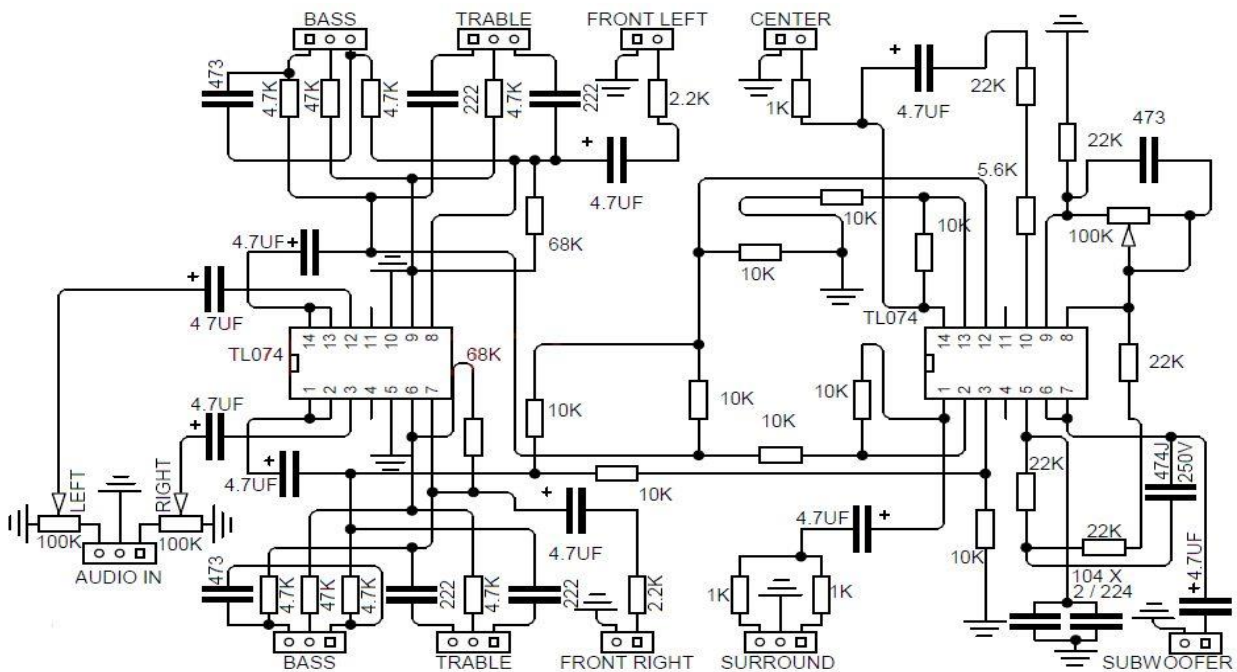 BASS TRABLE FRONT LEFT CENTER
473 4.7K 47K 4.7K 222 4.7K 222 2.2K 1K + 4.7UF 22K 22K 473
+ 4.7UF 5.6K
4.7UF + 68K 10K 10K 10K 100K
+ 4 7UF
14 13 12 11 10 9 8
TL074 68K
1 2 3 4 5 6 7
TL074
14 13 12 11 10 9 8
1 2 3 4 5 6 7
22K
4.7UF +
10K 10K 10K 10K
+ 4.7UF 10K
22K 474J 250V
LEFT RIGHT
100K 100K
AUDIO IN
+ 4.7UF
4.7UF +
10K
22K
104 X
2 / 224
+ 4.7UF
473 4.7K 47K 4.7K 222 4.7K 222 2.2K 1K 1K
BASS TRABLE FRONT RIGHT SURROUND SUBWOOFER